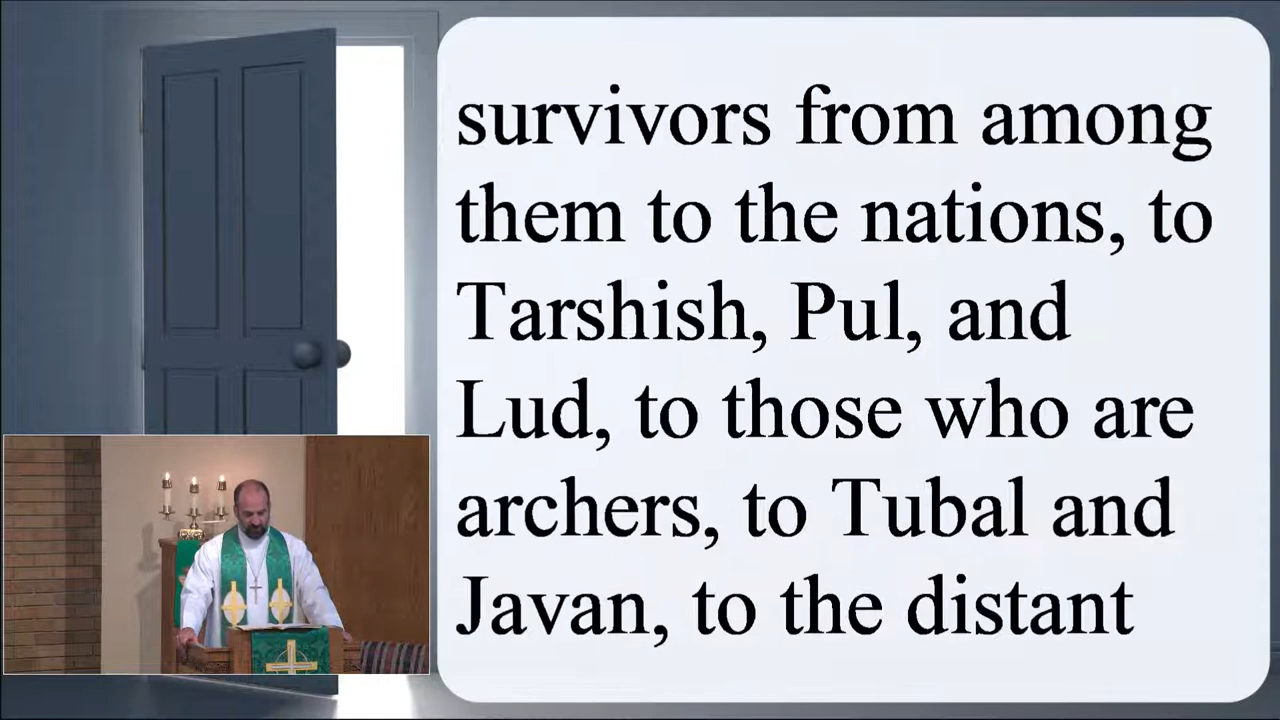 survivors from among
them to the nations, to
Tarshish, Pul, and
Lud, to those who are
archers, to Tubal and
Javan, to the distant